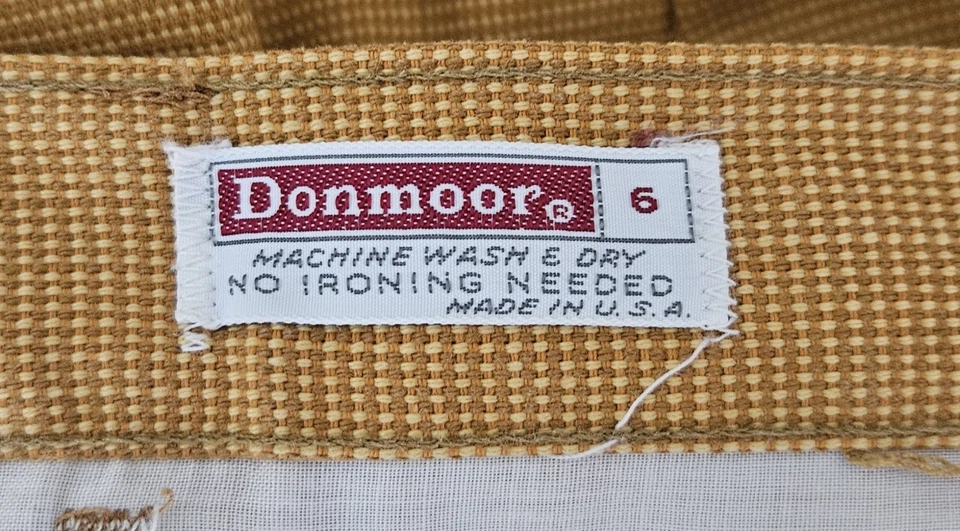 Donmoor® 6
MACHINE WASH & DRY
NO IRONING NEEDED
MADE IN U.S.A.